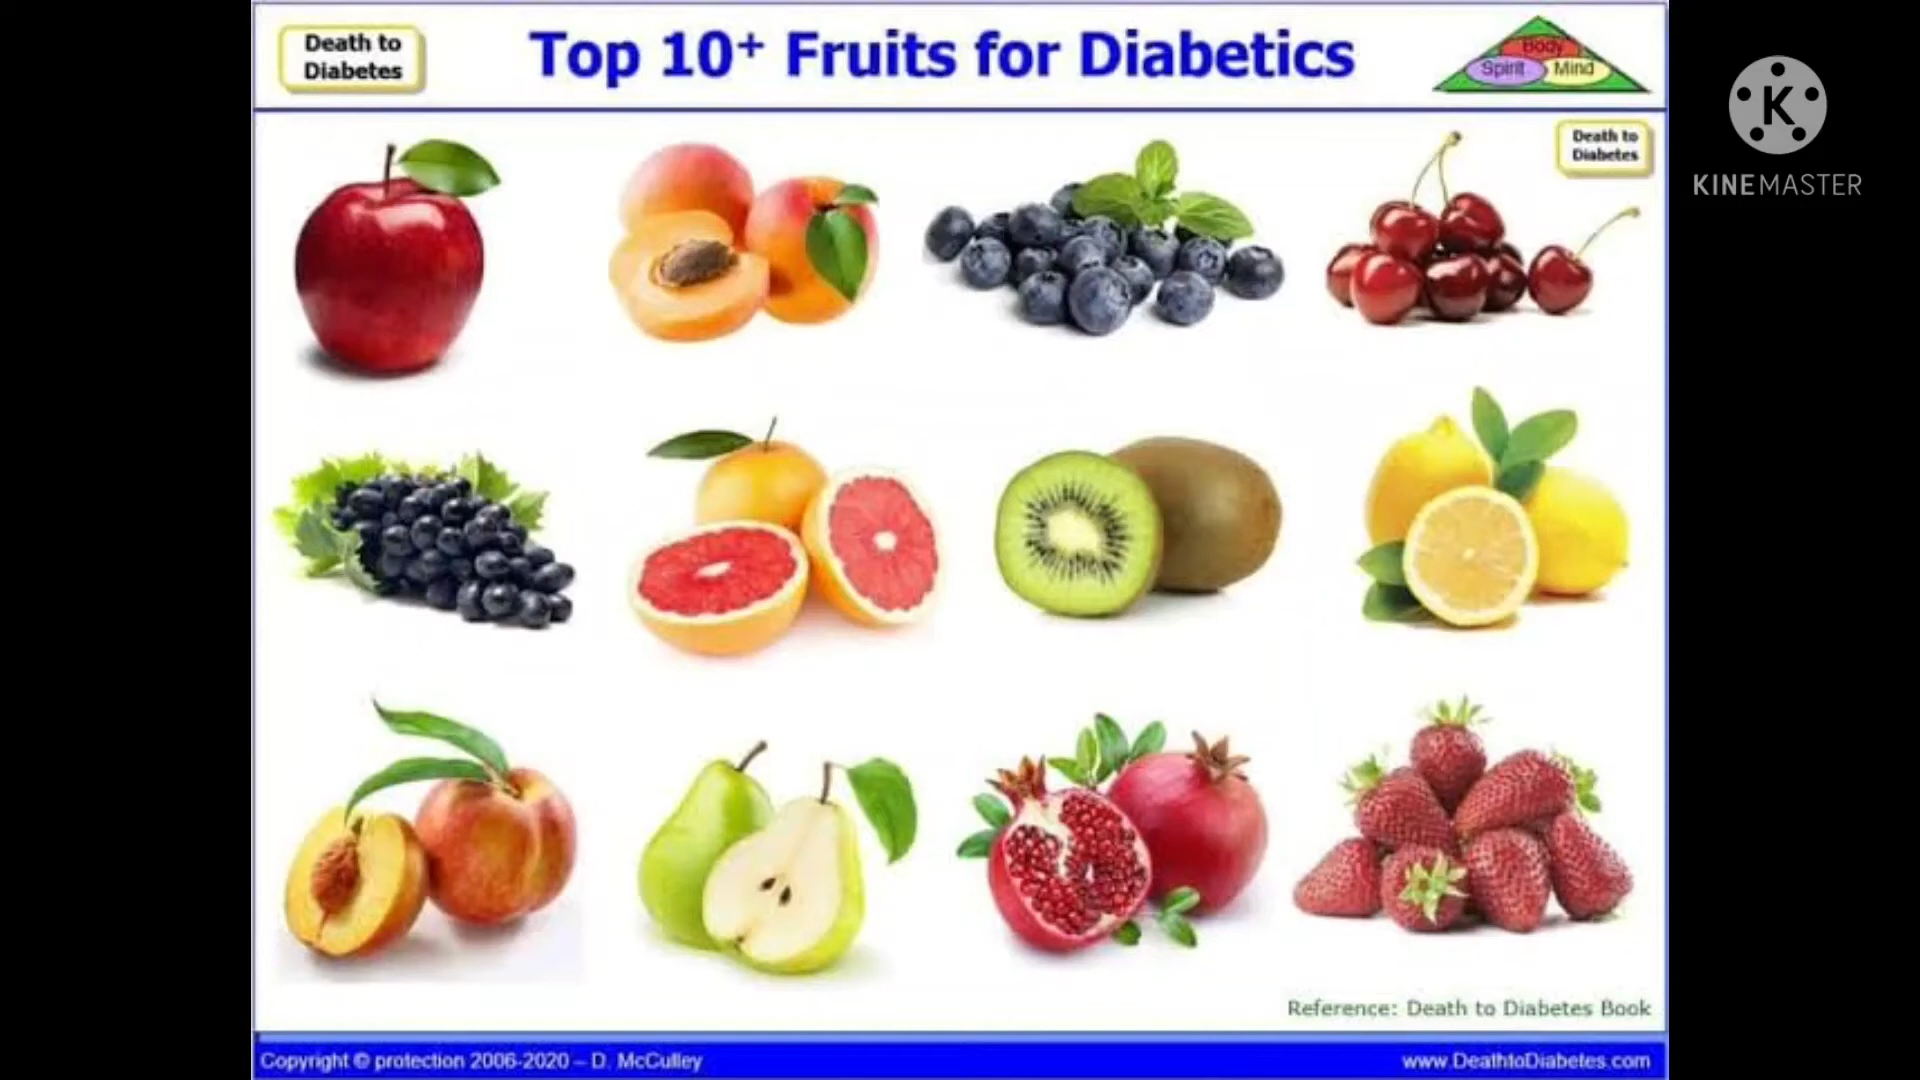 Death to
Diabetes
Top 10+ Fruits for Diabetics
Body
Spirit
Mind
Death to
Diabetes
K
KINEMASTER
Reference: Death to Diabetes Book
Copyright © protection 2006-2020 – D. McCulley
www.DeathtoDiabetes.com